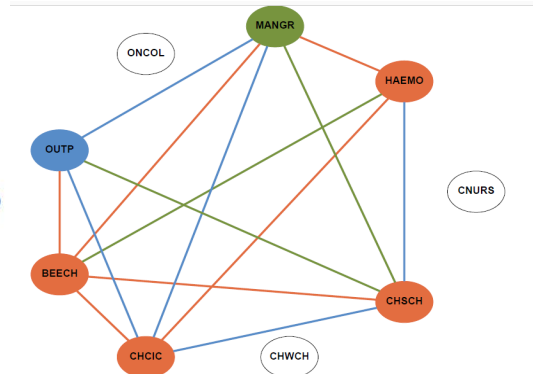 MANGR
ONCOL
HAEMO
OUTP
CNURS
BEECH
CHSCH
CHCIC
CHWCH